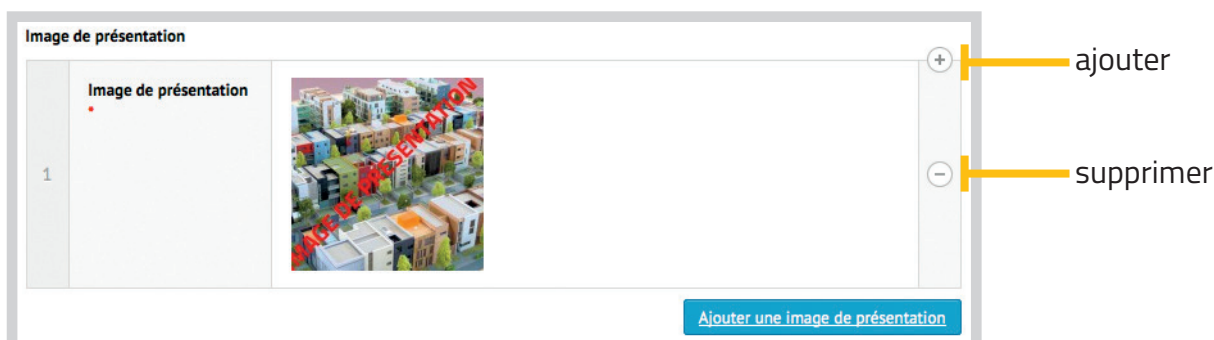 Image de présentation
+
ajouter
Image de présentation
•
IMAGE DE PRÉSENTATION
1
−
supprimer
Ajouter une image de présentation